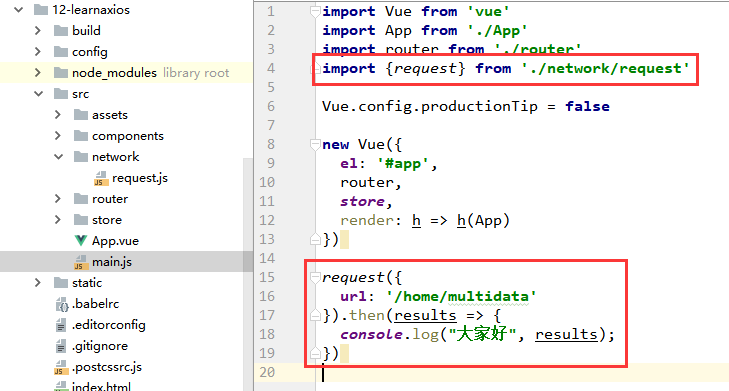 12-learnaxios
build
config
node_modules library root
src
assets
components
network
request.js
router
store
App.vue
main.js
static
.babelrc
.editorconfig
.gitignore
.postcssrc.js
index.html
1 import Vue from 'vue'
2 import App from './App'
3 import router from './router'
4 import {request} from './network/request'
5
6 Vue.config.productionTip = false
7
8 new Vue({
9 el: '#app',
10 router,
11 store,
12 render: h => h(App)
13 })
14
15 request({
16 url: '/home/multidata'
17 }).then(results => {
18 console.log("大家好", results);
19 })
20